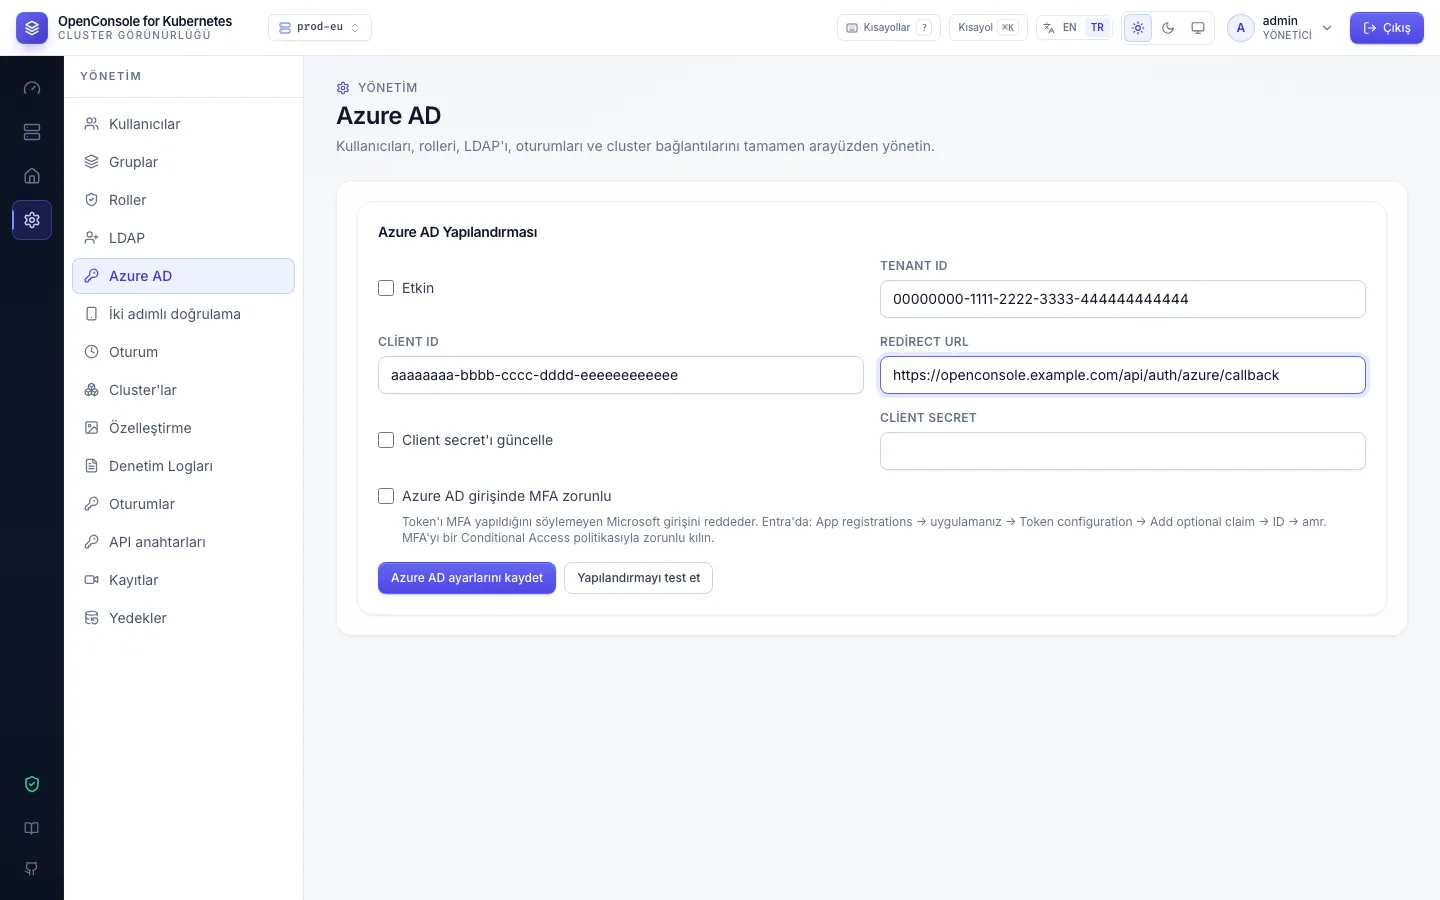 OpenConsole for Kubernetes
CLUSTER GÖRÜNÜRLÜĞÜ
prod-eu
Kısayollar ?
Kısayol ⌘K
EN TR
A
admin
YÖNETİCİ
Çıkış
YÖNETİM
Kullanıcılar
Gruplar
Roller
LDAP
Azure AD
İki adımlı doğrulama
Oturum
Cluster'lar
Özelleştirme
Denetim Logları
Oturumlar
API anahtarları
Kayıtlar
Yedekler
YÖNETİM
Azure AD
Kullanıcıları, rolleri, LDAP'ı, oturumları ve cluster bağlantılarını tamamen arayüzden yönetin.
Azure AD Yapılandırması
Etkin
TENANT ID
00000000-1111-2222-3333-444444444444
CLİENT ID
aaaaaaaa-bbbb-cccc-dddd-eeeeeeeeeeee
REDİRECT URL
https://openconsole.example.com/api/auth/azure/callback
Client secret'ı güncelle
CLİENT SECRET
Azure AD girişinde MFA zorunlu
Token'ı MFA yapıldığını söylemeyen Microsoft girişini reddeder. Entra'da: App registrations → uygulamanız → Token configuration → Add optional claim → ID → amr.
MFA'yı bir Conditional Access politikasıyla zorunlu kılın.
Azure AD ayarlarını kaydet
Yapılandırmayı test et